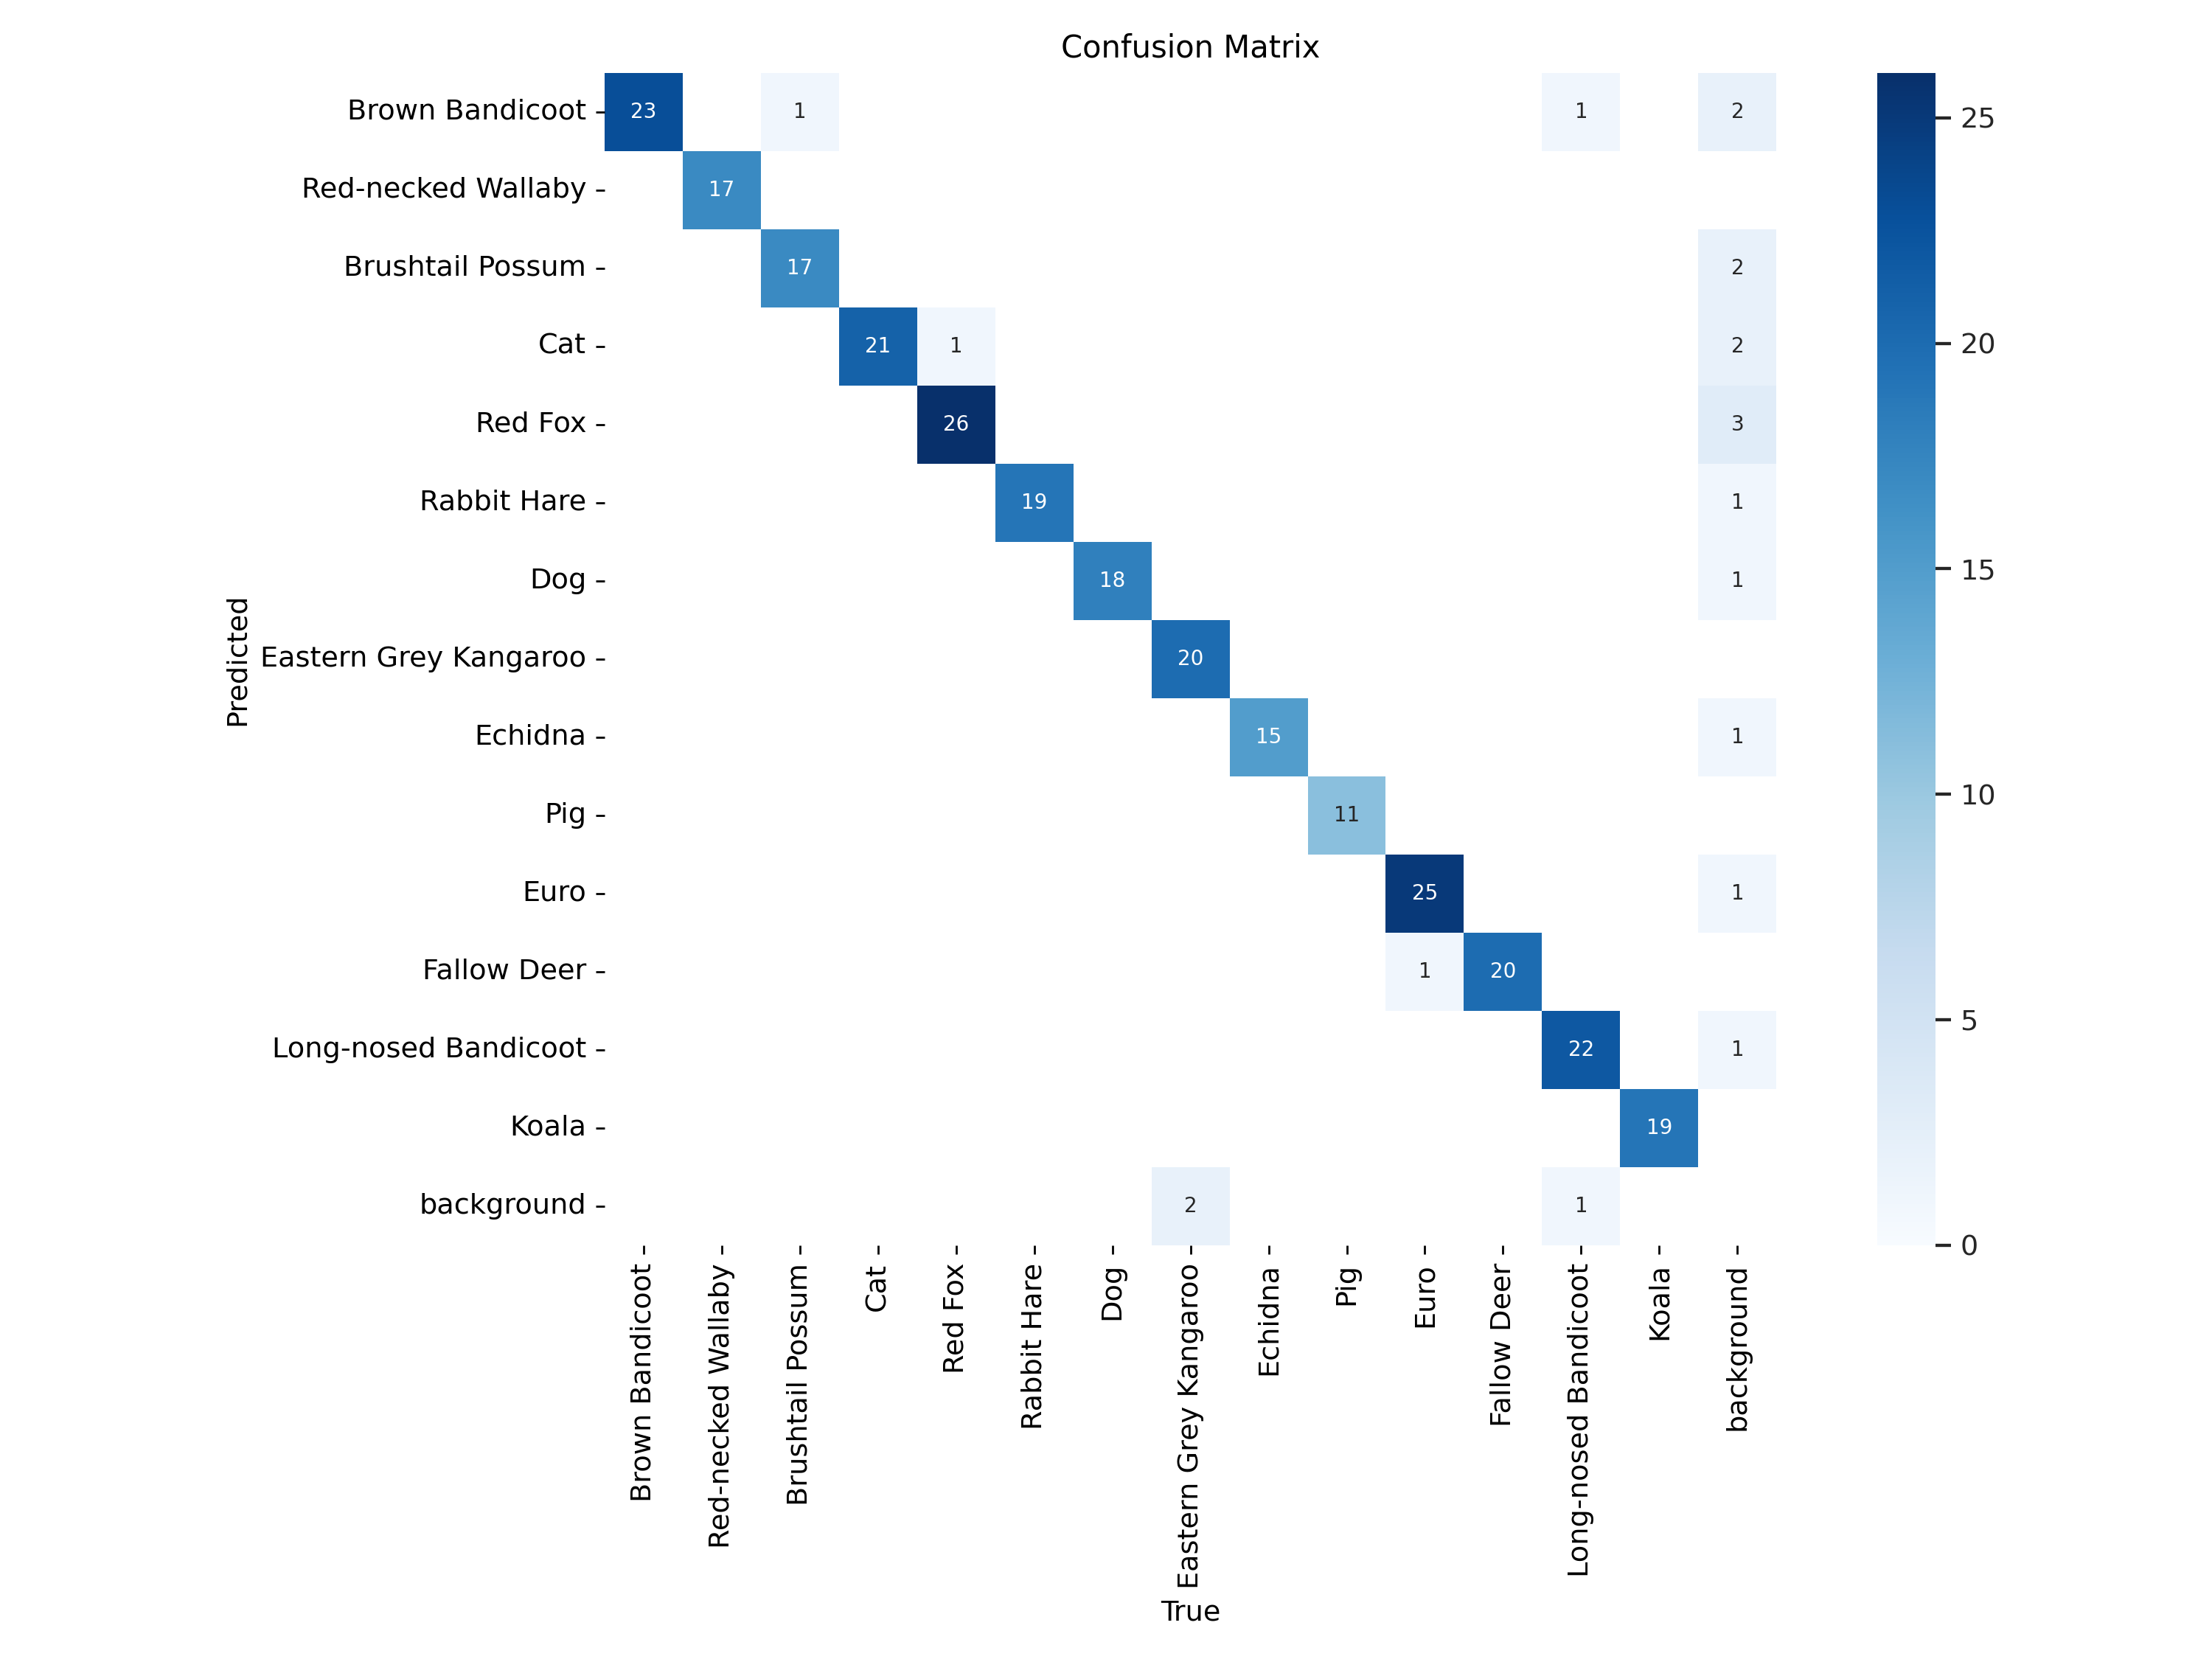 Confusion Matrix
Brown Bandicoot 23 1 1 2
Red-necked Wallaby 17
Brushtail Possum 17 2
Cat 21 1 2
Red Fox 26 3
Rabbit Hare 19 1
Dog 18 1
Eastern Grey Kangaroo 20
Echidna 15 1
Pig 11
Euro 25 1
Fallow Deer 1 20
Long-nosed Bandicoot 22 1
Koala 19
background 2 1
Predicted
Brown Bandicoot
Red-necked Wallaby
Brushtail Possum
Cat
Red Fox
Rabbit Hare
Dog
Eastern Grey Kangaroo
Echidna
Pig
Euro
Fallow Deer
Long-nosed Bandicoot
Koala
background
True
25
20
15
10
5
0